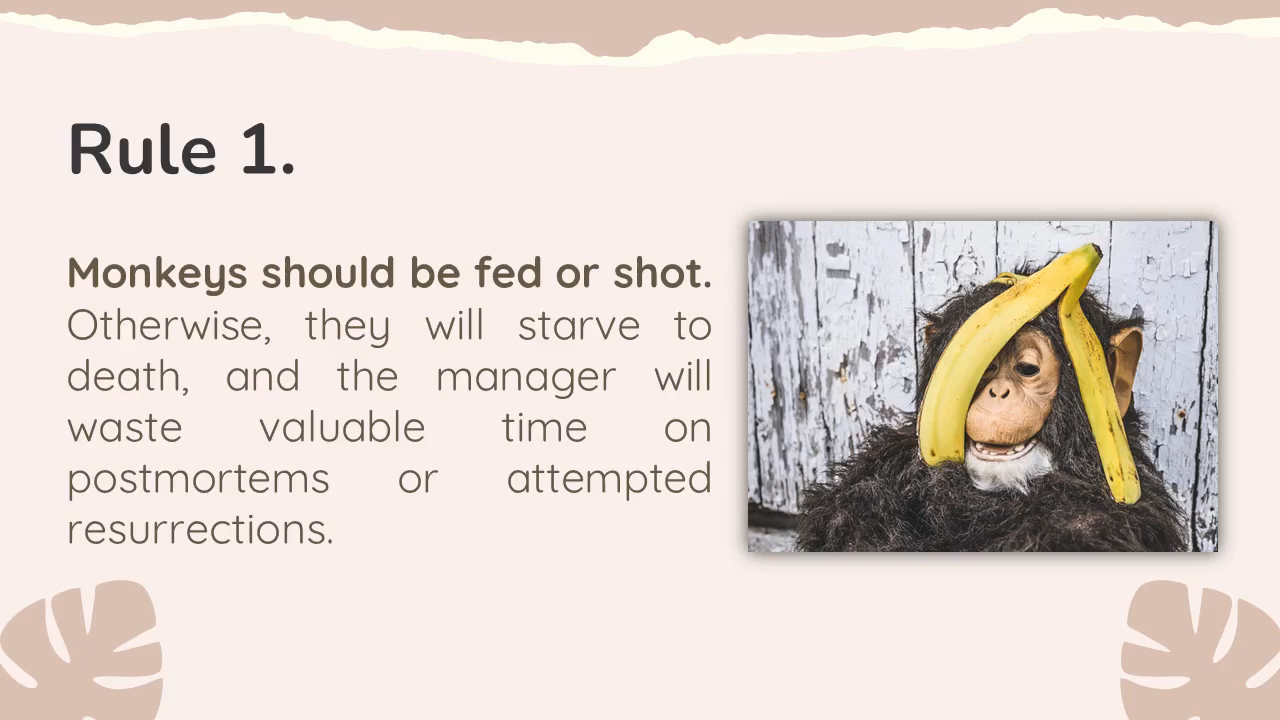 Rule 1.
Monkeys should be fed or shot.
Otherwise, they will starve to
death, and the manager will
waste valuable time on
postmortems or attempted
resurrections.